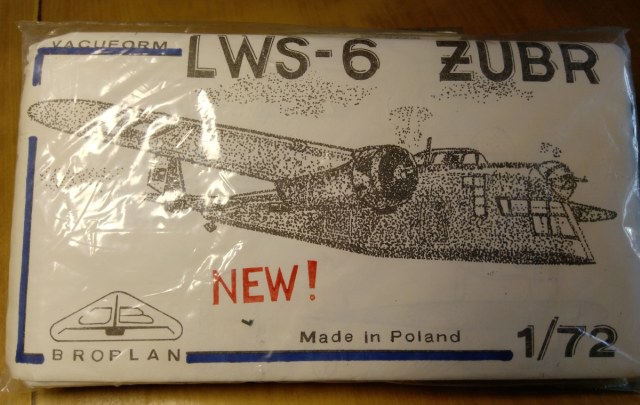 VACUFORM
LWS-6 ŻUBR
NEW!
Made in Poland
BROPLAN
1/72